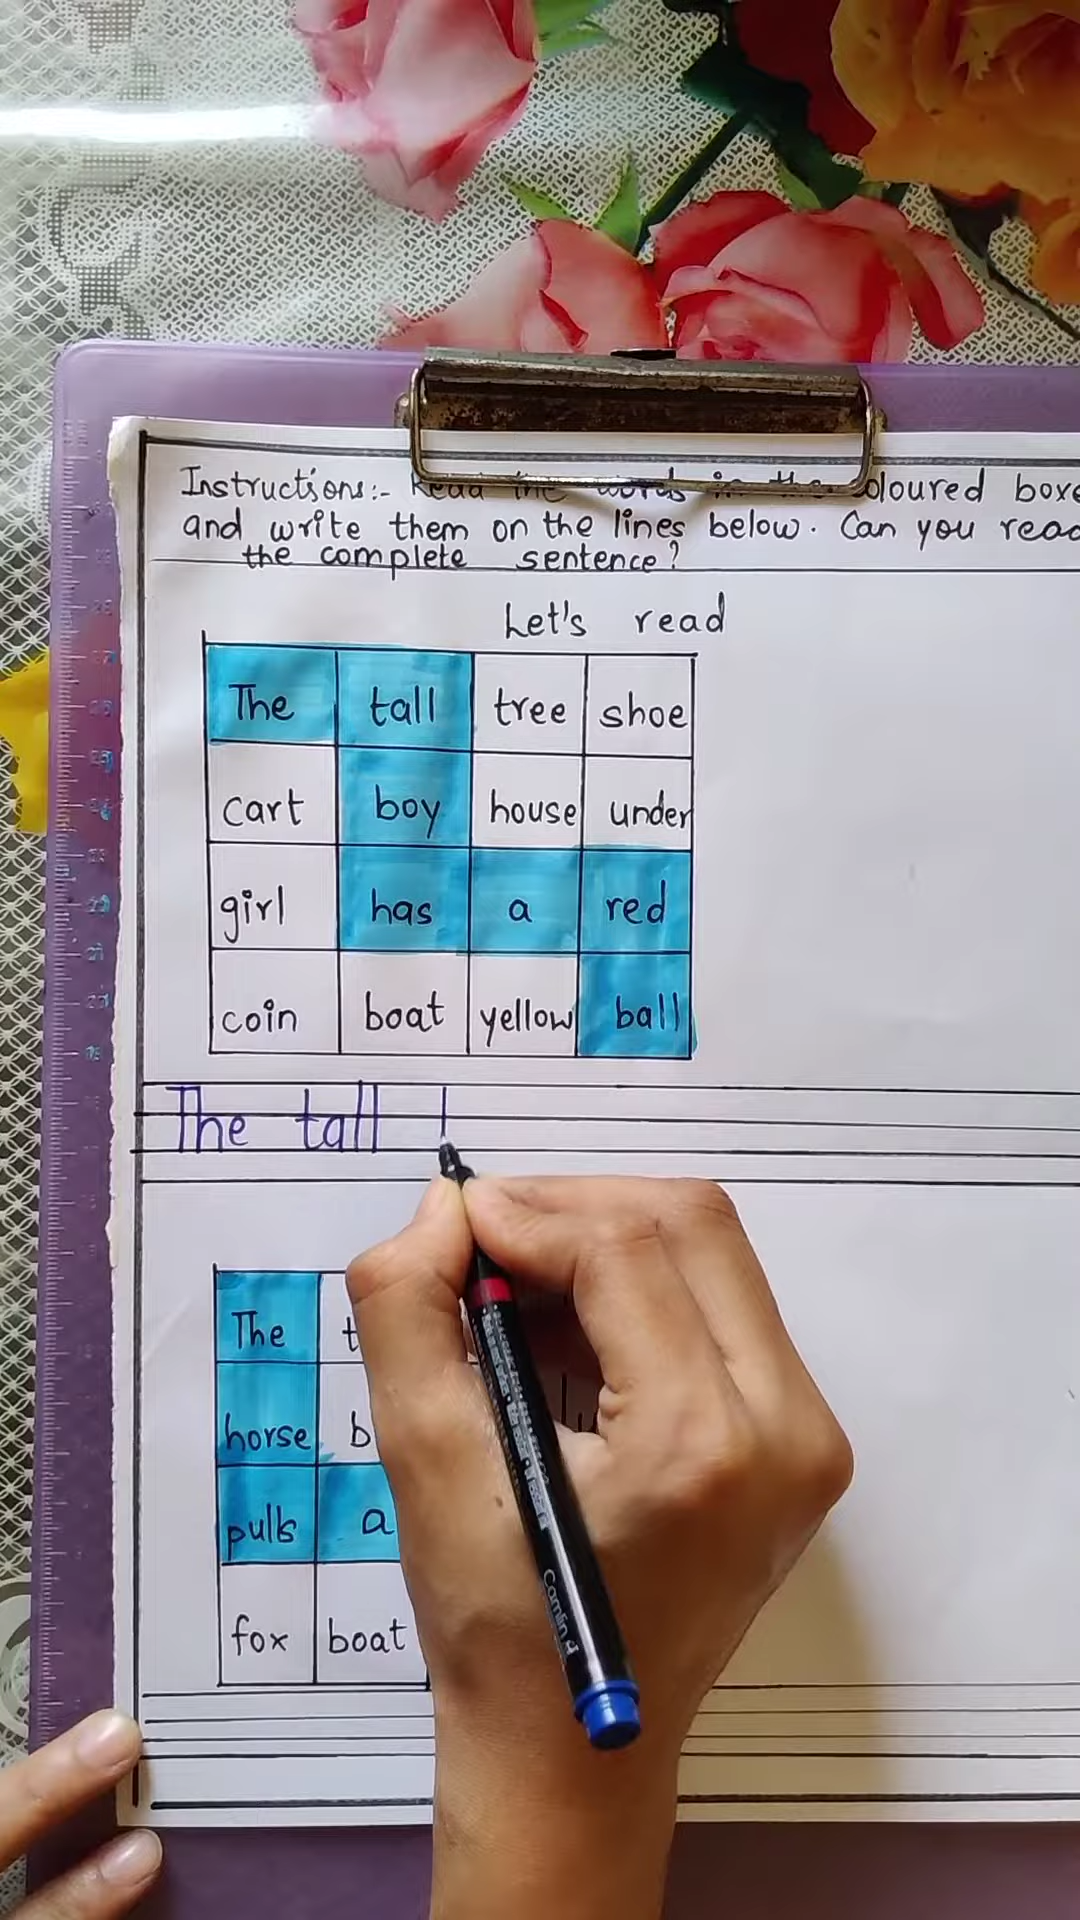 Instructions:- Read the words in the coloured boxe
and write them on the lines below. Can you read
the complete sentence?
Let's read
The tall tree shoe
cart boy house under
girl has a red
coin boat yellow ball
The tall
The
horse
pulls a
fox boat
Camlin